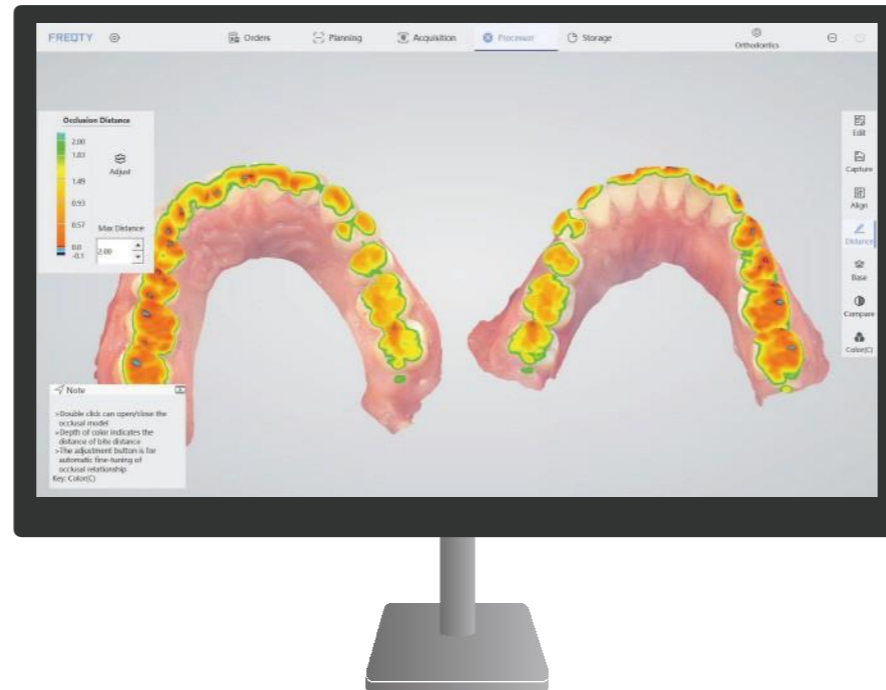 FREQTY
Orders
Planning
Acquisition
Processor
Storage
Orthodontics
Occlusion Distance
2.00
1.83
1.49
0.93
0.57
0.0
-0.1
Adjust
Max Distance
2.00
Edit
Capture
Align
Distance
Base
Compare
Color(C)
Note
>Double click can open/close the
occlusal model
>Depth of color indicates the
distance of bite distance
>The adjustment button is for
automatic fine-tuning of
occlusal relationship
Key: Color(C)